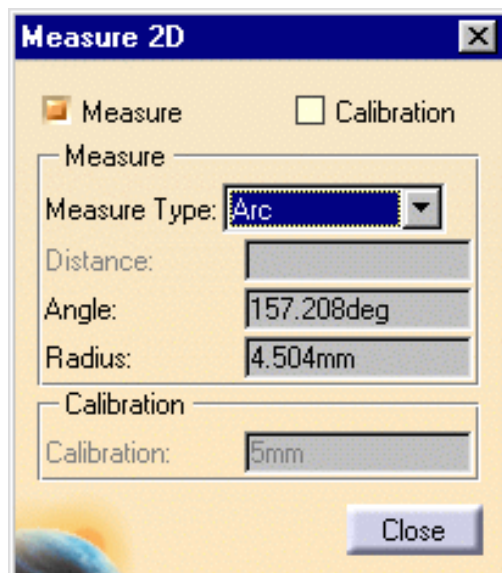 Measure 2D
Measure Calibration
Measure
Measure Type: Arc
Distance:
Angle: 157.208deg
Radius: 4.504mm
Calibration
Calibration: 5mm
Close